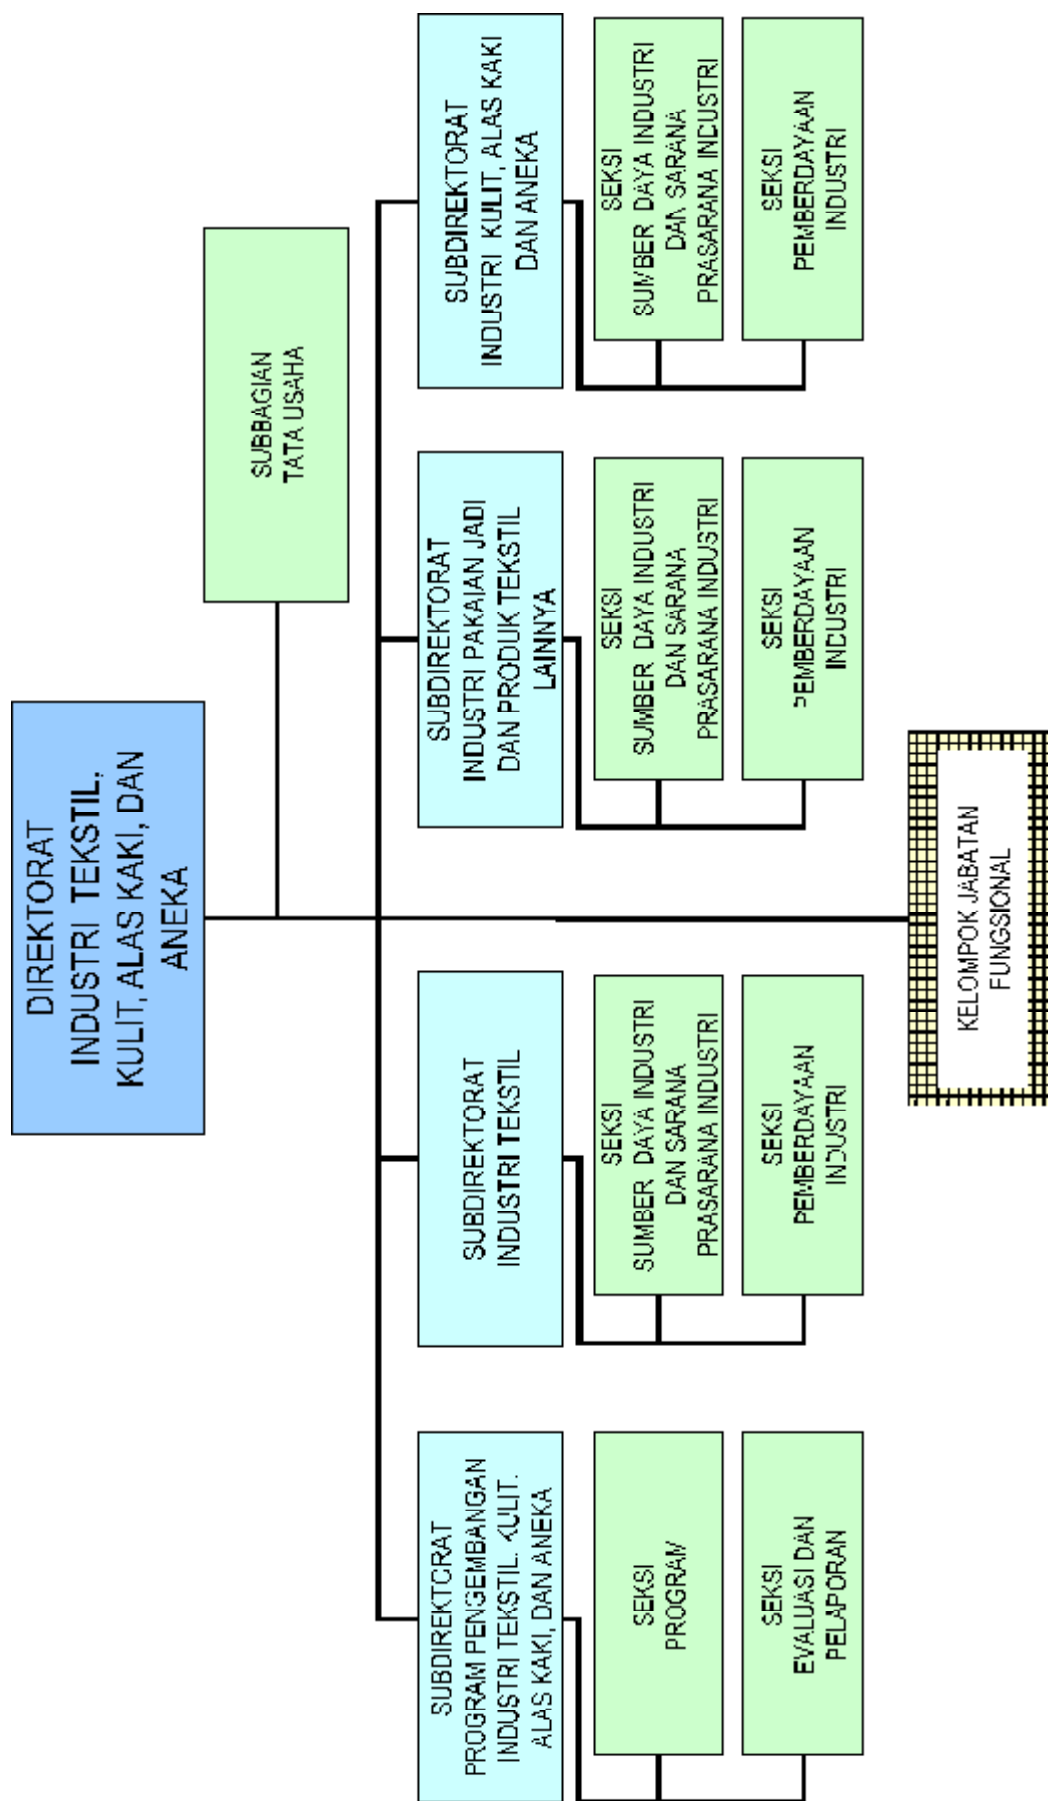 DIREKTORAT
INDUSTRI TEKSTIL,
KULIT, ALAS KAKI, DAN
ANEKA
SUBBAGIAN
TATA USAHA
SUBDIREKTORAT
PROGRAM PENGEMBANGAN
INDUSTRI TEKSTIL, KULIT,
ALAS KAKI, DAN ANEKA
SEKSI
PROGRAM
SEKSI
EVALUASI DAN
PELAPORAN
SUBDIREKTORAT
INDUSTRI TEKSTIL
SEKSI
SUMBER DAYA INDUSTRI
DAN SARANA
PRASARANA INDUSTRI
SEKSI
PEMBERDAYAAN
INDUSTRI
SUBDIREKTORAT
INDUSTRI PAKAIAN JADI
DAN PRODUK TEKSTIL
LAINNYA
SEKSI
SUMBER DAYA INDUSTRI
DAN SARANA
PRASARANA INDUSTRI
SEKSI
PEMBERDAYAAN
INDUSTRI
SUBDIREKTORAT
INDUSTRI KULIT, ALAS KAKI
DAN ANEKA
SEKSI
SUMBER DAYA INDUSTRI
DAN SARANA
PRASARANA INDUSTRI
SEKSI
PEMBERDAYAAN
INDUSTRI
KELOMPOK JABATAN
FUNGSIONAL